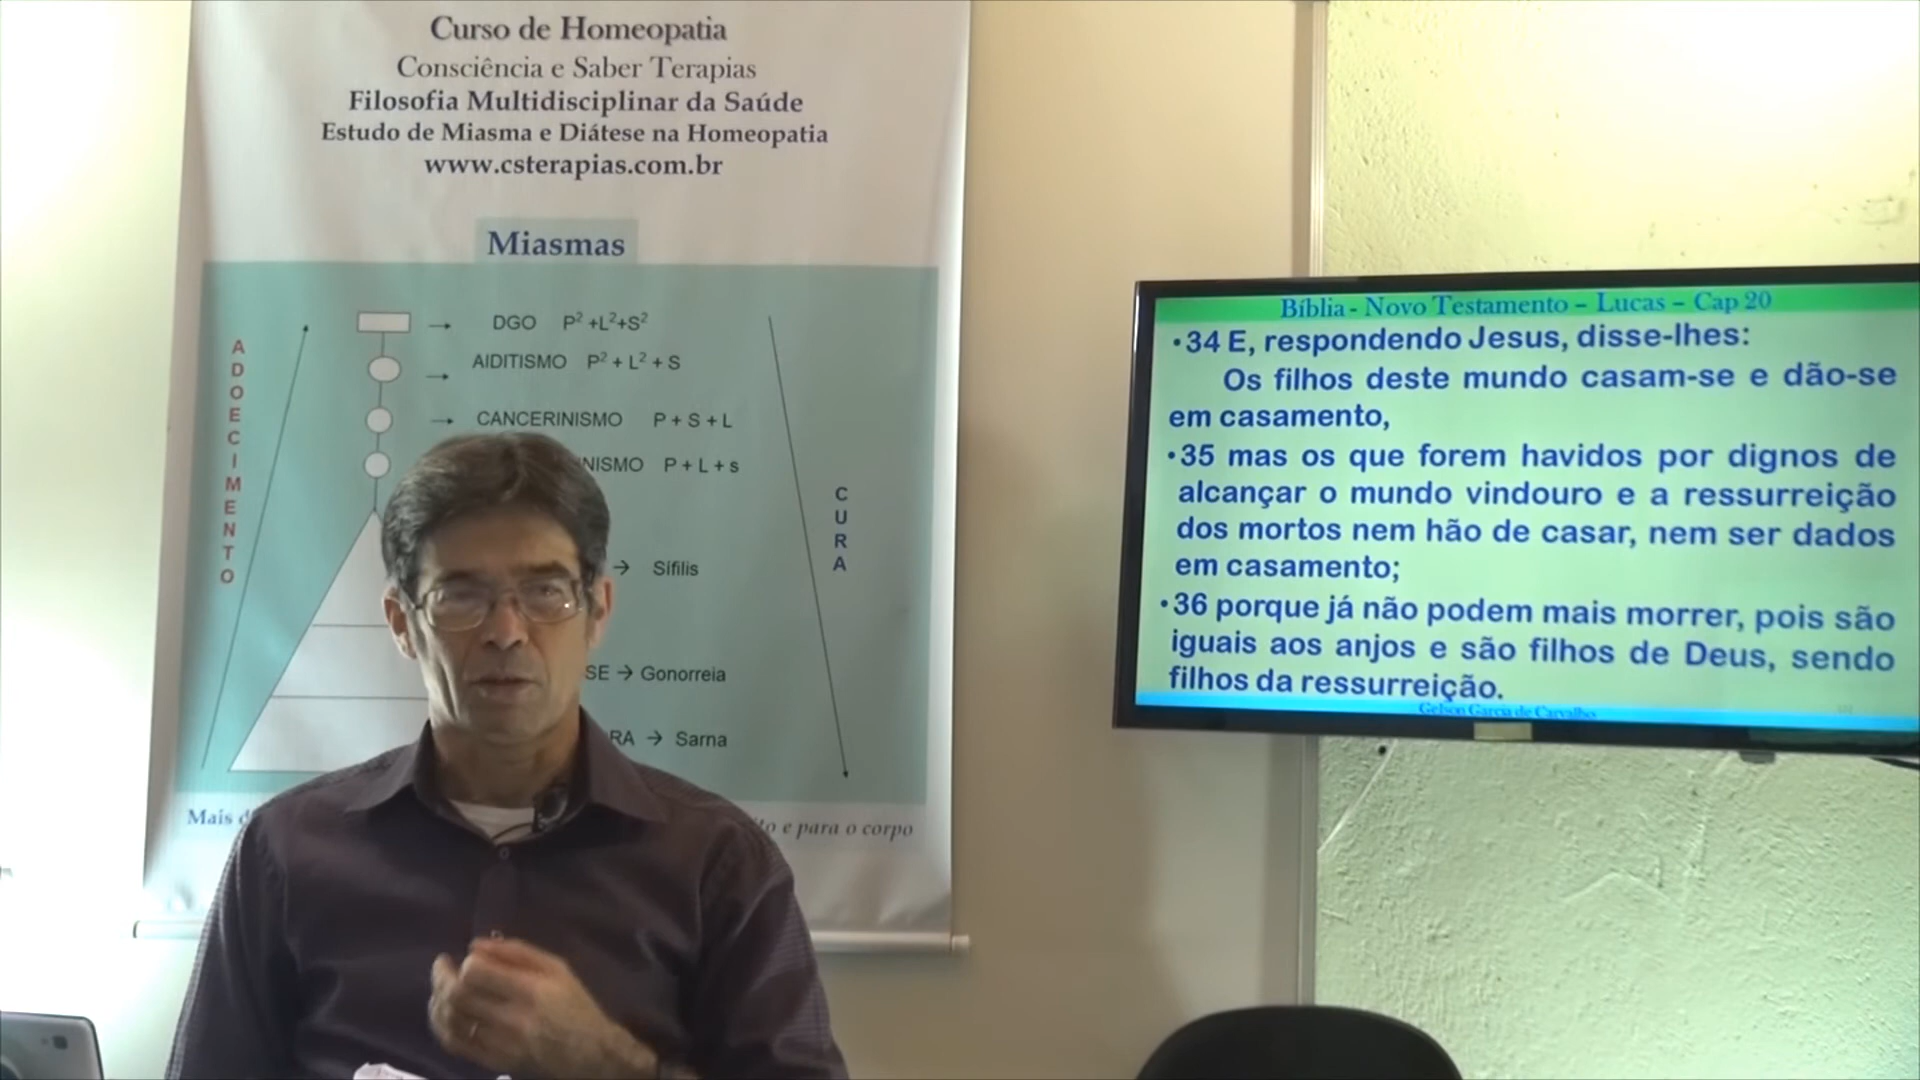 Curso de Homeopatia
Consciência e Saber Terapias
Filosofia Multidisciplinar da Saúde
Estudo de Miasma e Diátese na Homeopatia
www.csterapias.com.br
Miasmas
ADOECIMENTO
DGO P² +L²+S²
AIDITISMO P² + L² + S
CANCERINISMO P + S + L
NISMO P + L + s
→ Sífilis
SE → Gonorreia
RA → Sarna
CURA
Mais d
to e para o corpo
Bíblia - Novo Testamento – Lucas – Cap 20
•34 E, respondendo Jesus, disse-lhes:
Os filhos deste mundo casam-se e dão-se
em casamento,
•35 mas os que forem havidos por dignos de
alcançar o mundo vindouro e a ressurreição
dos mortos nem hão de casar, nem ser dados
em casamento;
•36 porque já não podem mais morrer, pois são
iguais aos anjos e são filhos de Deus, sendo
filhos da ressurreição.
Gelson Garcia de Carvalho